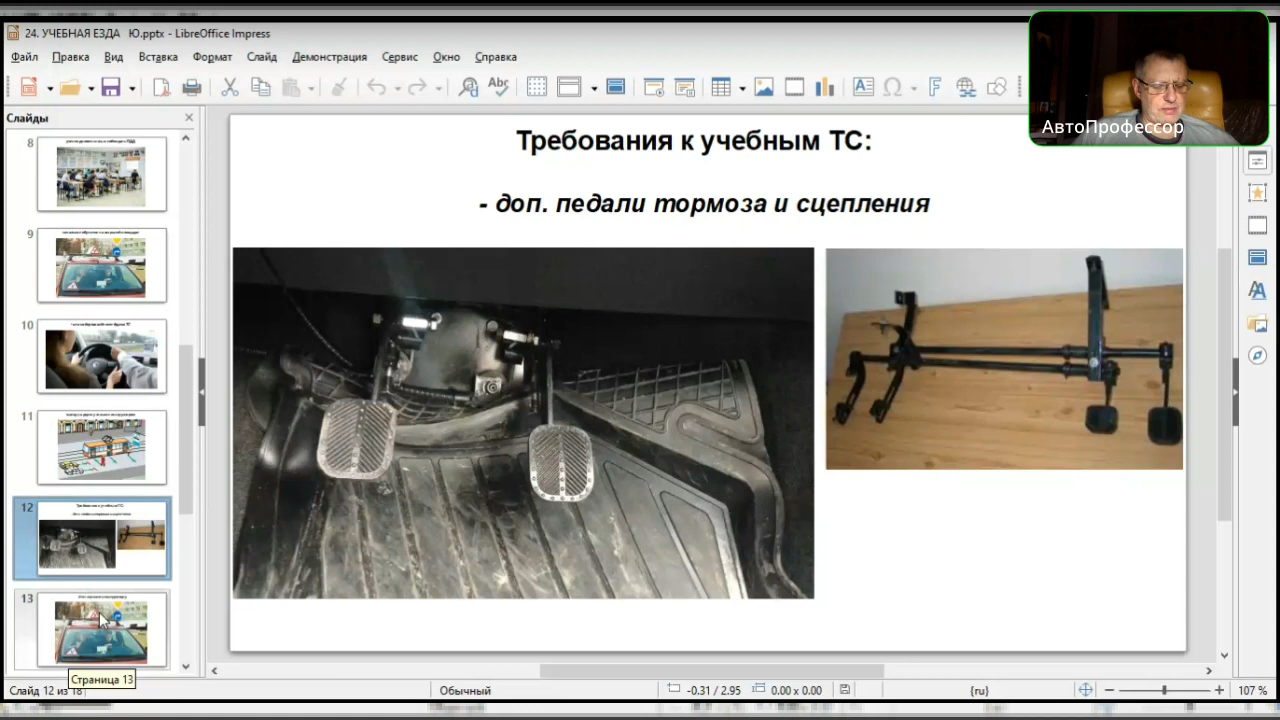 24. УЧЕБНАЯ ЕЗДА Ю.pptx - LibreOffice Impress
Файл Правка Вид Вставка Формат Слайд Демонстрация Сервис Окно Справка
АвтоПрофессор
Слайды
8
9
10
11
12
13
Требования к учебным ТС:
- доп. педали тормоза и сцепления
Страница 13
Слайд 12 из 18
Обычный
-0.31 / 2.95
0.00 x 0.00
{ru}
107 %